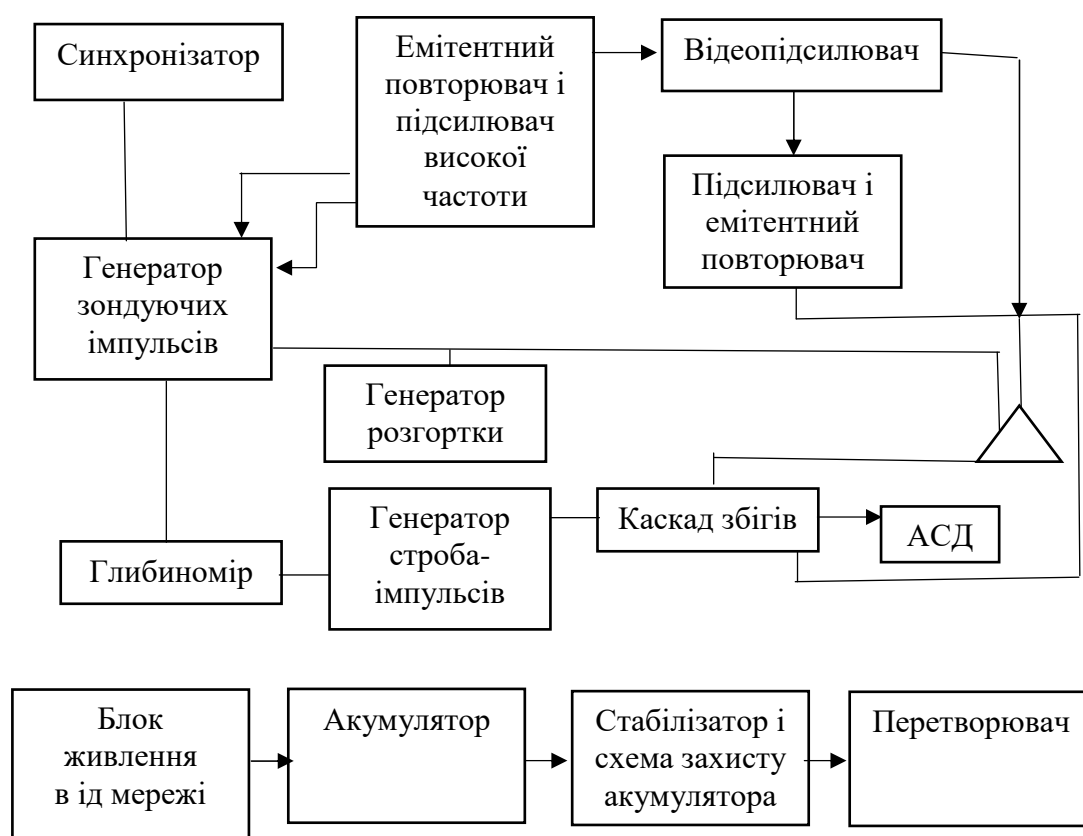 Синхронізатор
Емітентний
повторювач і
підсилювач
високої
частоти
Відеопідсилювач
Підсилювач і
емітентний
повторювач
Генератор
зондуючих
імпульсів
Генератор
розгортки
Глибиномір
Генератор
строба-
імпульсів
Каскад збігів
АСД
Блок
живлення
в ід мережі
Акумулятор
Стабілізатор і
схема захисту
акумулятора
Перетворювач